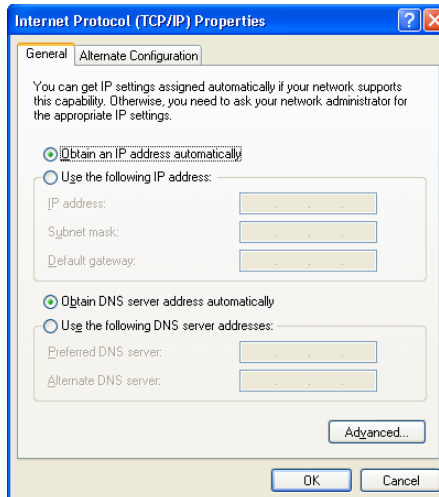 Internet Protocol (TCP/IP) Properties
General
Alternate Configuration
You can get IP settings assigned automatically if your network supports
this capability. Otherwise, you need to ask your network administrator for
the appropriate IP settings.
Obtain an IP address automatically
Use the following IP address:
IP address:
Subnet mask:
Default gateway:
Obtain DNS server address automatically
Use the following DNS server addresses:
Preferred DNS server:
Alternate DNS server:
Advanced...
OK
Cancel